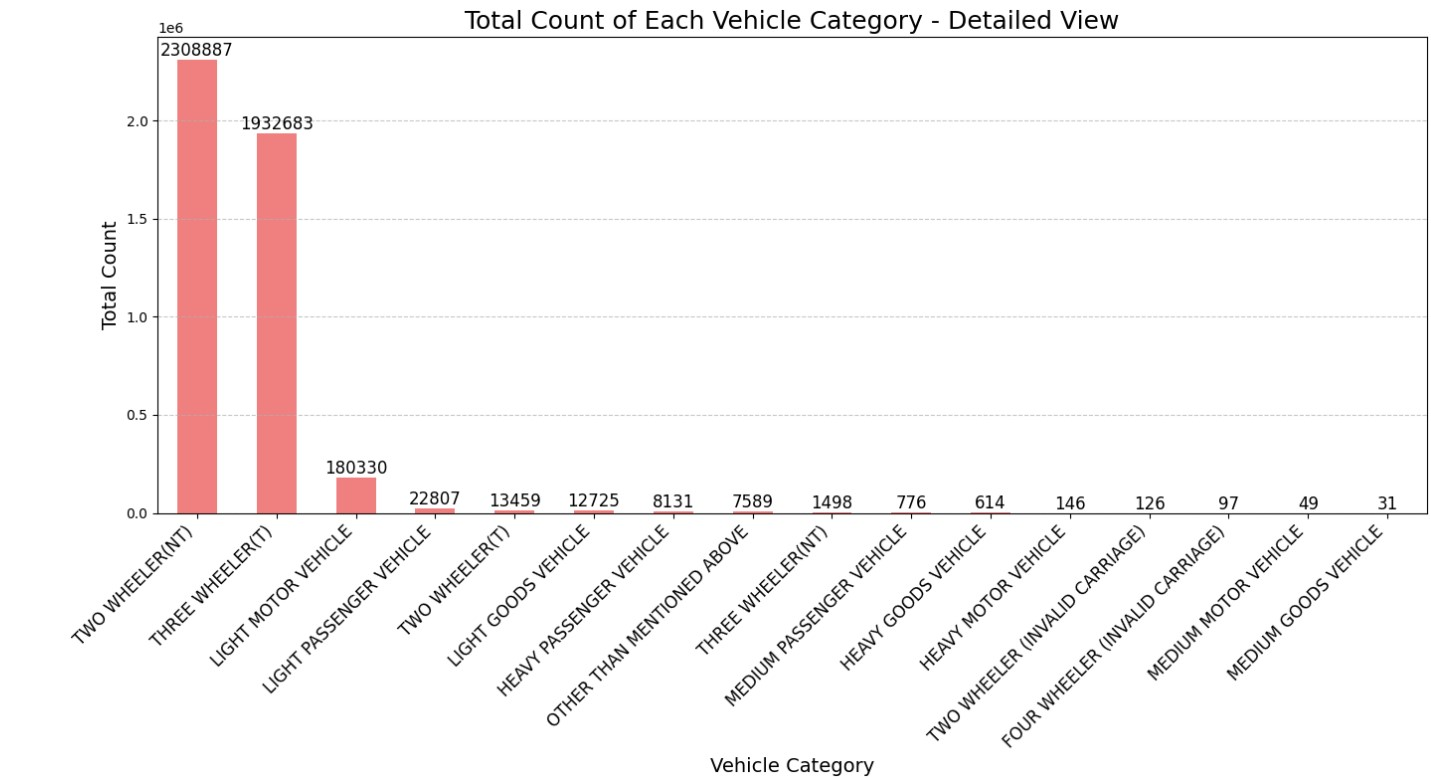 Total Count of Each Vehicle Category - Detailed View
1e6
2308887
1932683
180330
22807
13459
12725
8131
7589
1498
776
614
146
126
97
49
31
2.0
1.5
1.0
0.5
0.0
Total Count
TWO WHEELER(NT)
THREE WHEELER(T)
LIGHT MOTOR VEHICLE
LIGHT PASSENGER VEHICLE
TWO WHEELER(T)
LIGHT GOODS VEHICLE
HEAVY PASSENGER VEHICLE
OTHER THAN MENTIONED ABOVE
THREE WHEELER(NT)
MEDIUM PASSENGER VEHICLE
HEAVY GOODS VEHICLE
HEAVY MOTOR VEHICLE
TWO WHEELER (INVALID CARRIAGE)
FOUR WHEELER (INVALID CARRIAGE)
MEDIUM MOTOR VEHICLE
MEDIUM GOODS VEHICLE
Vehicle Category